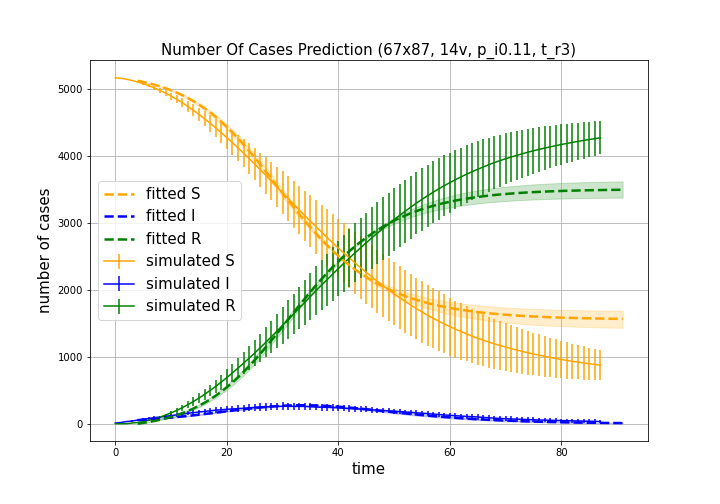 Number Of Cases Prediction (67x87, 14v, p_i0.11, t_r3)
number of cases
5000
4000
3000
2000
1000
0
fitted S
fitted I
fitted R
simulated S
simulated I
simulated R
0 20 40 60 80
time